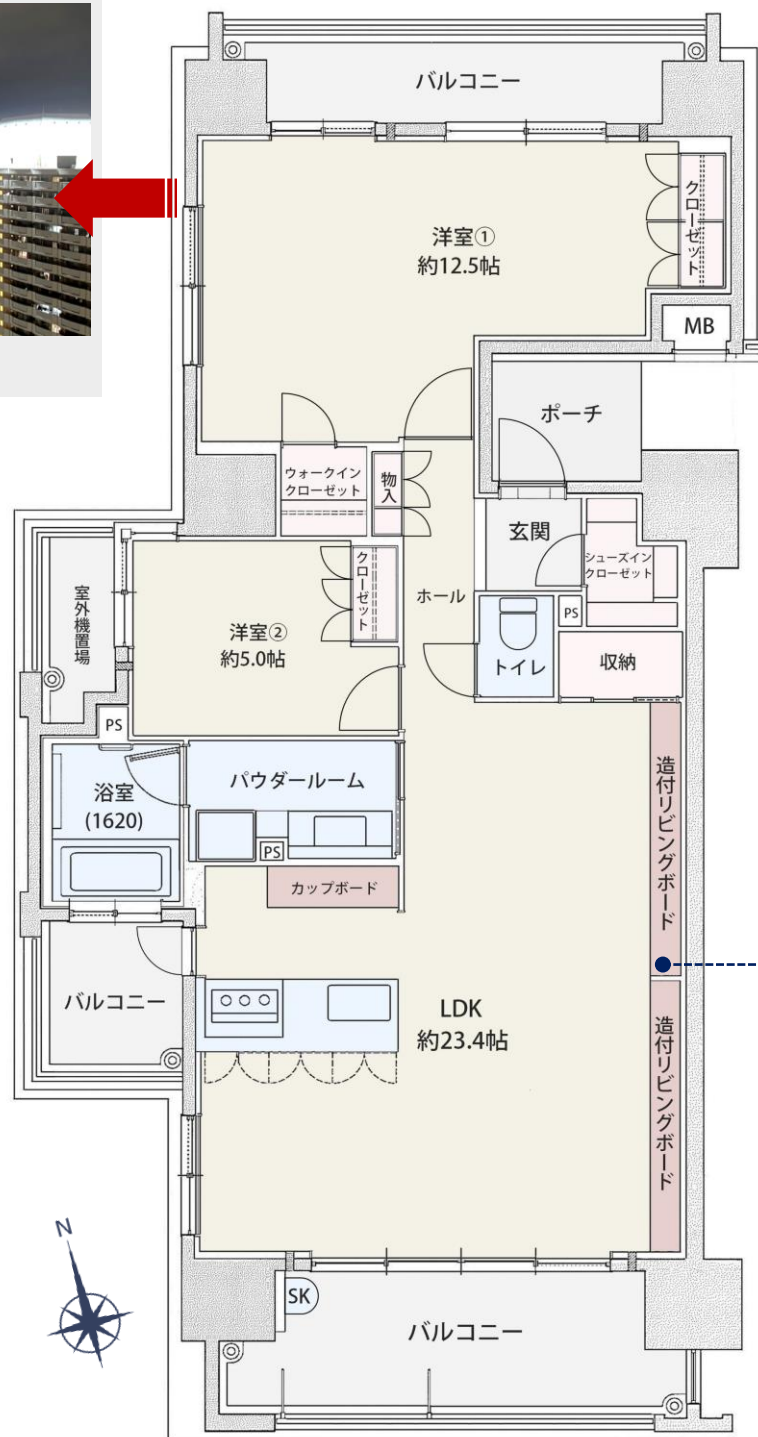 バルコニー
洋室①
約12.5帖
クローゼット
MB
ポーチ
ウォークイン
クローゼット
物入
玄関
シューズイン
クローゼット
ホール
クローゼット
室外機置場
洋室②
約5.0帖
PS
トイレ
収納
PS
浴室
(1620)
パウダールーム
PS
カップボード
造付リビングボード
バルコニー
LDK
約23.4帖
造付リビングボード
N
SK
バルコニー